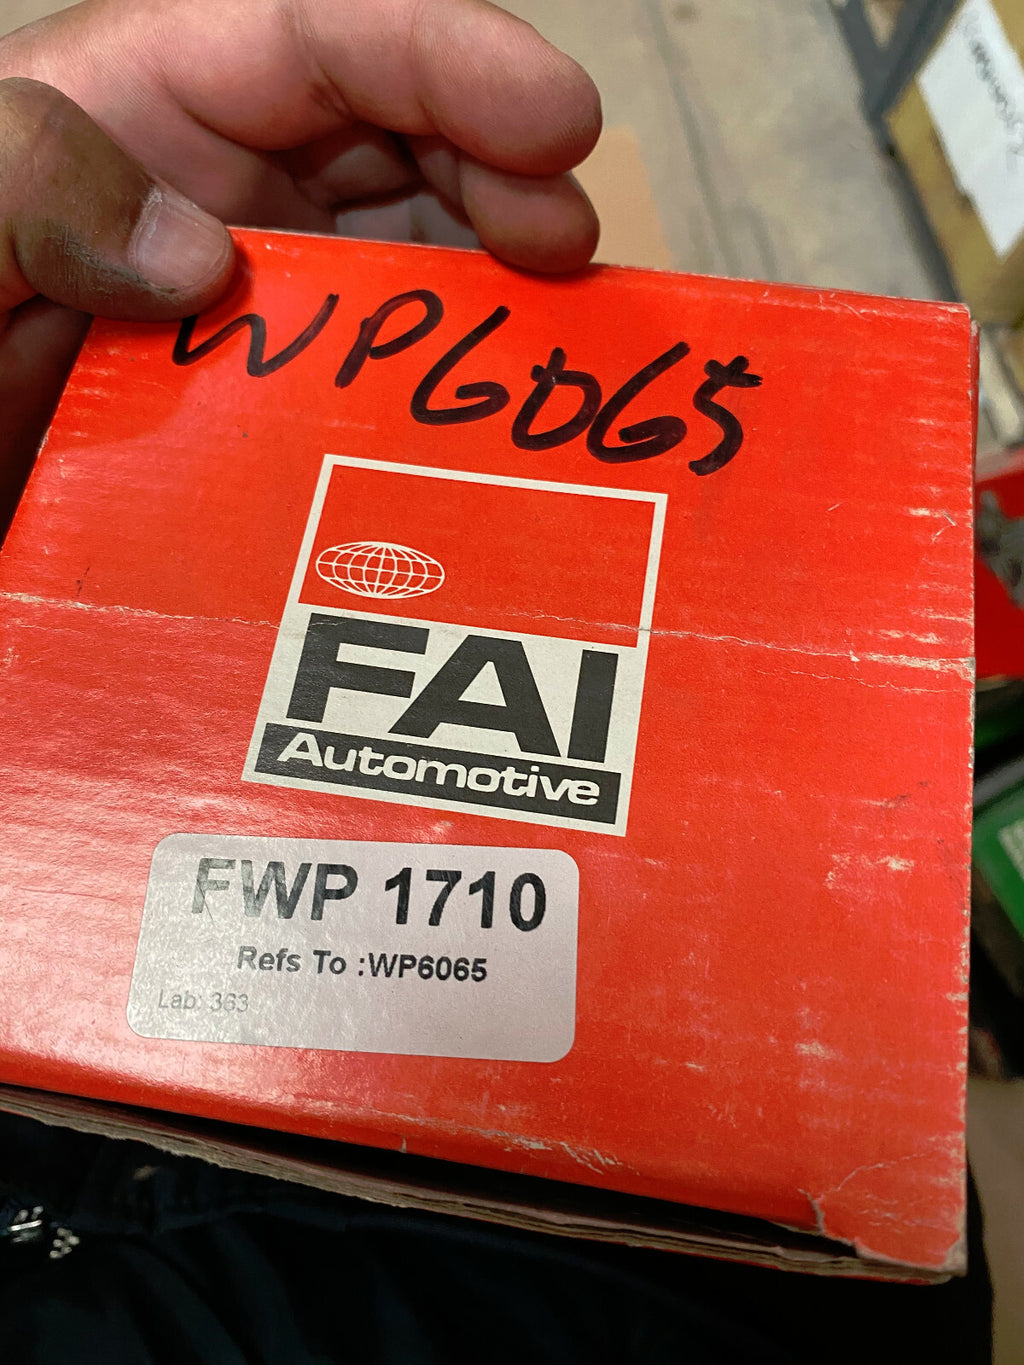 WP6065
FAI
Automotive
FWP 1710
Refs To :WP6065
Lab: 363